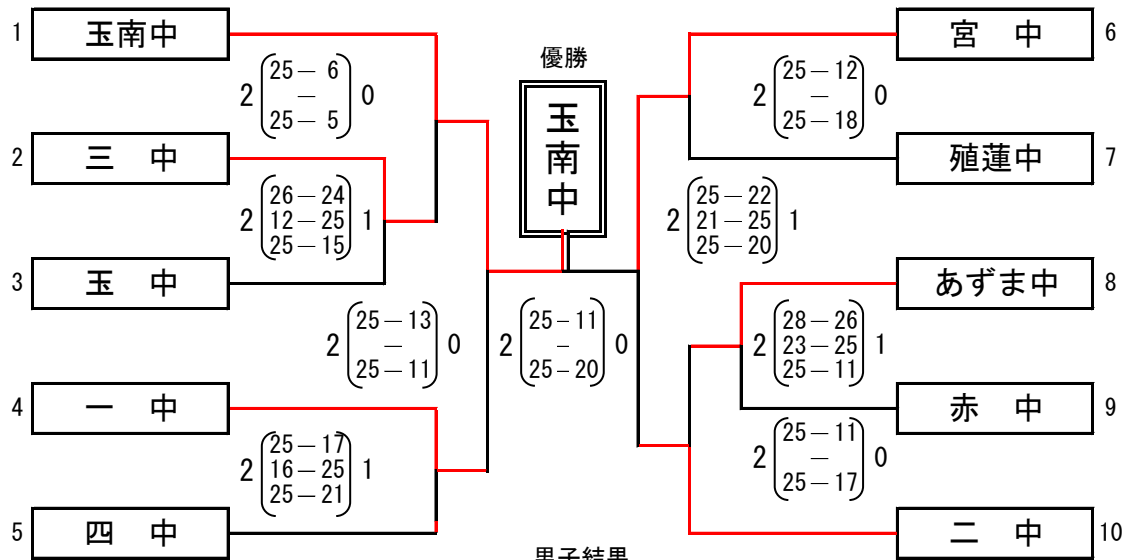 1 玉南中
2 三 中
3 玉 中
4 一 中
5 四 中
2 25－ 6 0
－
25－ 5
2 26－24 1
12－25
25－15
2 25－13 0
－
25－11
2 25－17 1
16－25
25－21
優勝
玉南中
2 25－11 0
－
25－20
宮 中 6
殖蓮中 7
あずま中 8
赤 中 9
二 中 10
2 25－12 0
－
25－18
2 25－22 1
21－25
25－20
2 28－26 1
23－25
25－11
2 25－11 0
－
25－17
男子結果